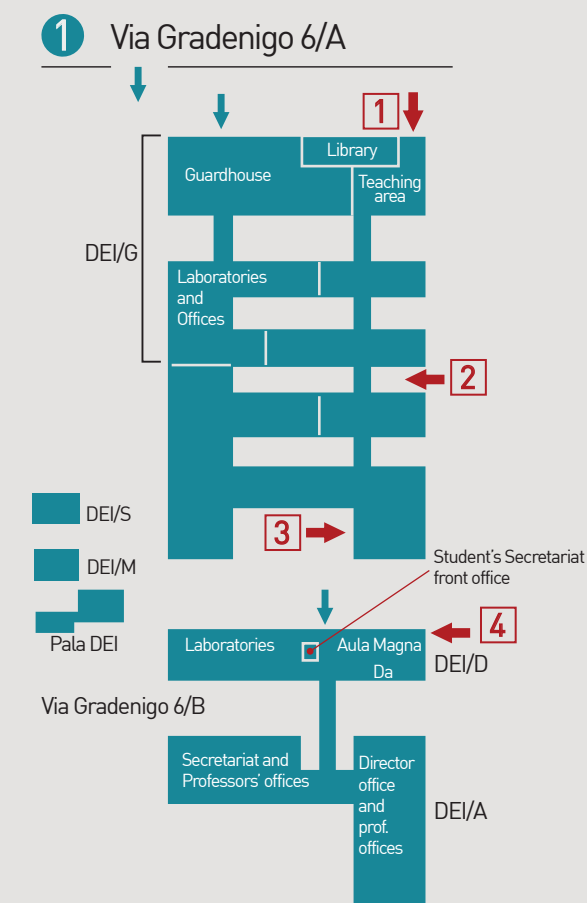 1 Via Gradenigo 6/A
1
Library
Guardhouse
Teaching
area
DEI/G
Laboratories
and
Offices
2
DEI/S
3
DEI/M
Student's Secretariat
front office
Pala DEI
4
Laboratories
Aula Magna
Da
DEI/D
Via Gradenigo 6/B
Secretariat and
Professors' offices
Director
office
and
prof.
offices
DEI/A